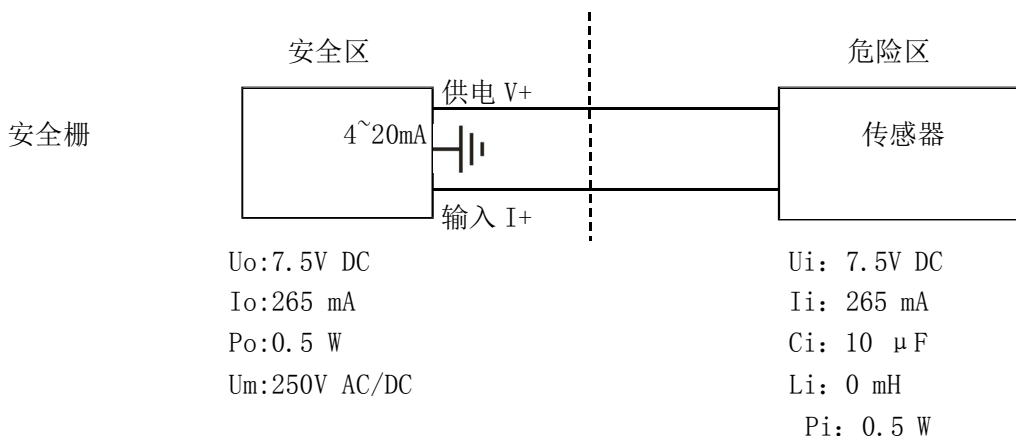 安全区
危险区
供电 V+
安全栅
4~20mA
传感器
输入 I+
Uo:7.5V DC
Io:265 mA
Po:0.5 W
Um:250V AC/DC
Ui：7.5V DC
Ii：265 mA
Ci：10 μF
Li：0 mH
Pi：0.5 W